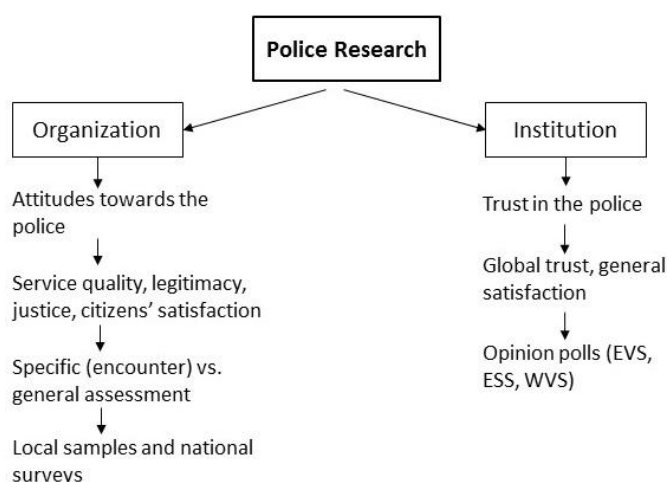 Police Research
Organization
Institution
Attitudes towards the
police
Service quality, legitimacy,
justice, citizens’ satisfaction
Specific (encounter) vs.
general assessment
Local samples and national
surveys
Trust in the police
Global trust, general
satisfaction
Opinion polls (EVS,
ESS, WVS)